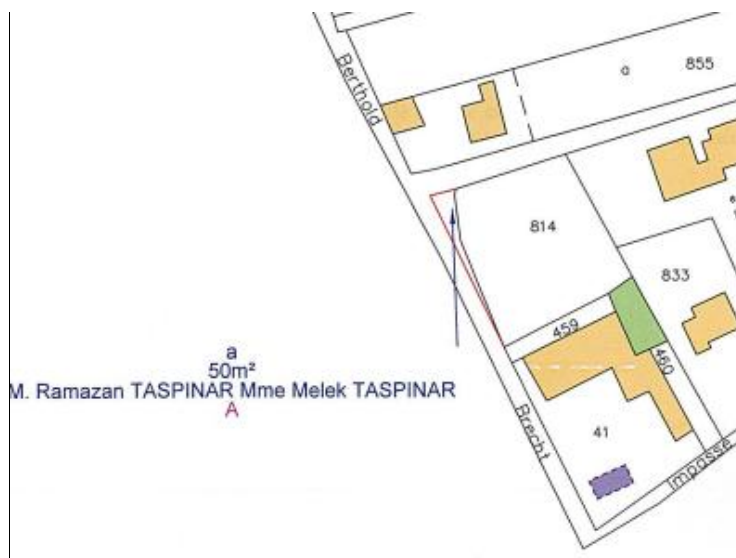 Berthold
a
855
814
833
459
460
a
50m²
M. Ramazan TASPINAR Mme Melek TASPINAR
A
Brecht
41
Impasse